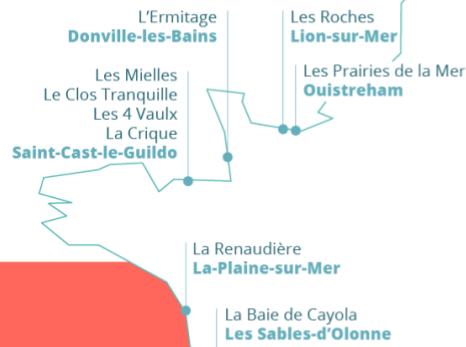 L'Ermitage
Donville-les-Bains
Les Roches
Lion-sur-Mer
Les Prairies de la Mer
Ouistreham
Les Mielles
Le Clos Tranquille
Les 4 Vaulx
La Crique
Saint-Cast-le-Guildo
La Renaudière
La-Plaine-sur-Mer
La Baie de Cayola
Les Sables-d'Olonne